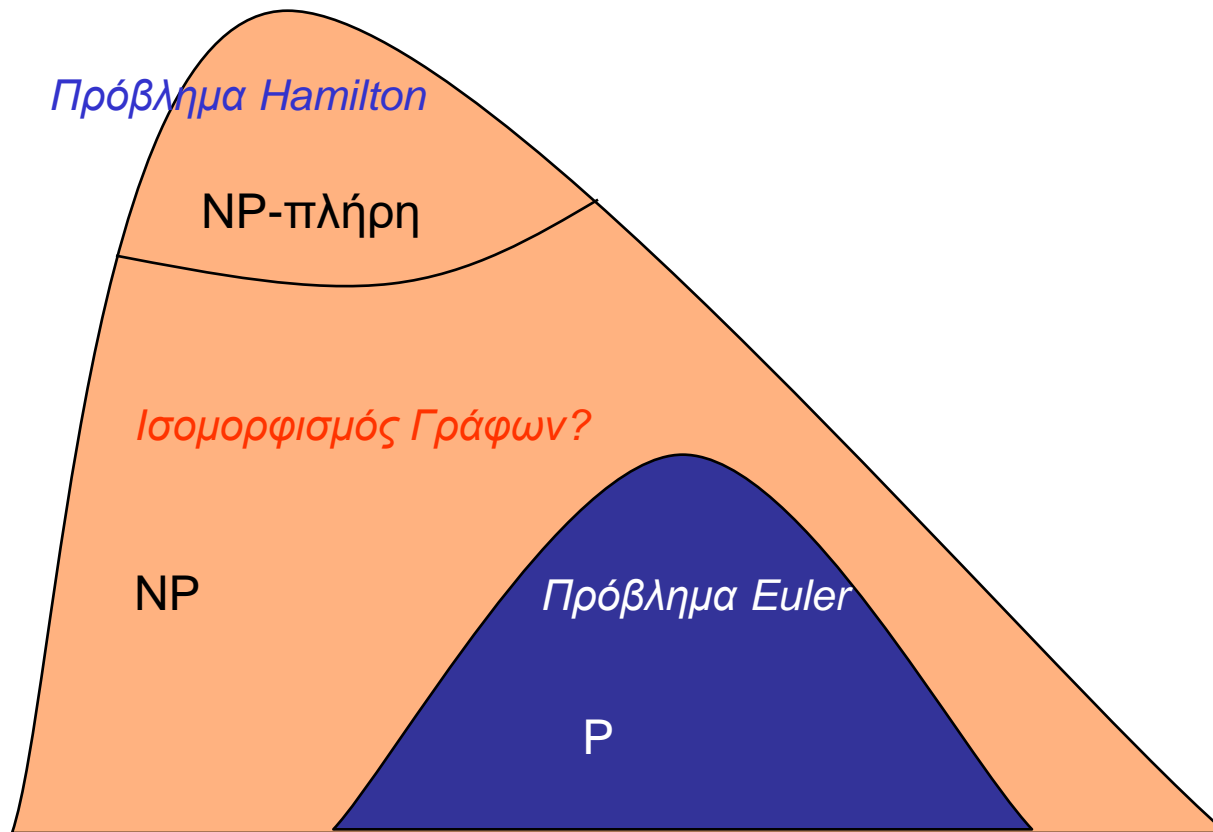 Πρόβλημα Hamilton
NP-πλήρη
Ισομορφισμός Γράφων?
NP
Πρόβλημα Euler
P